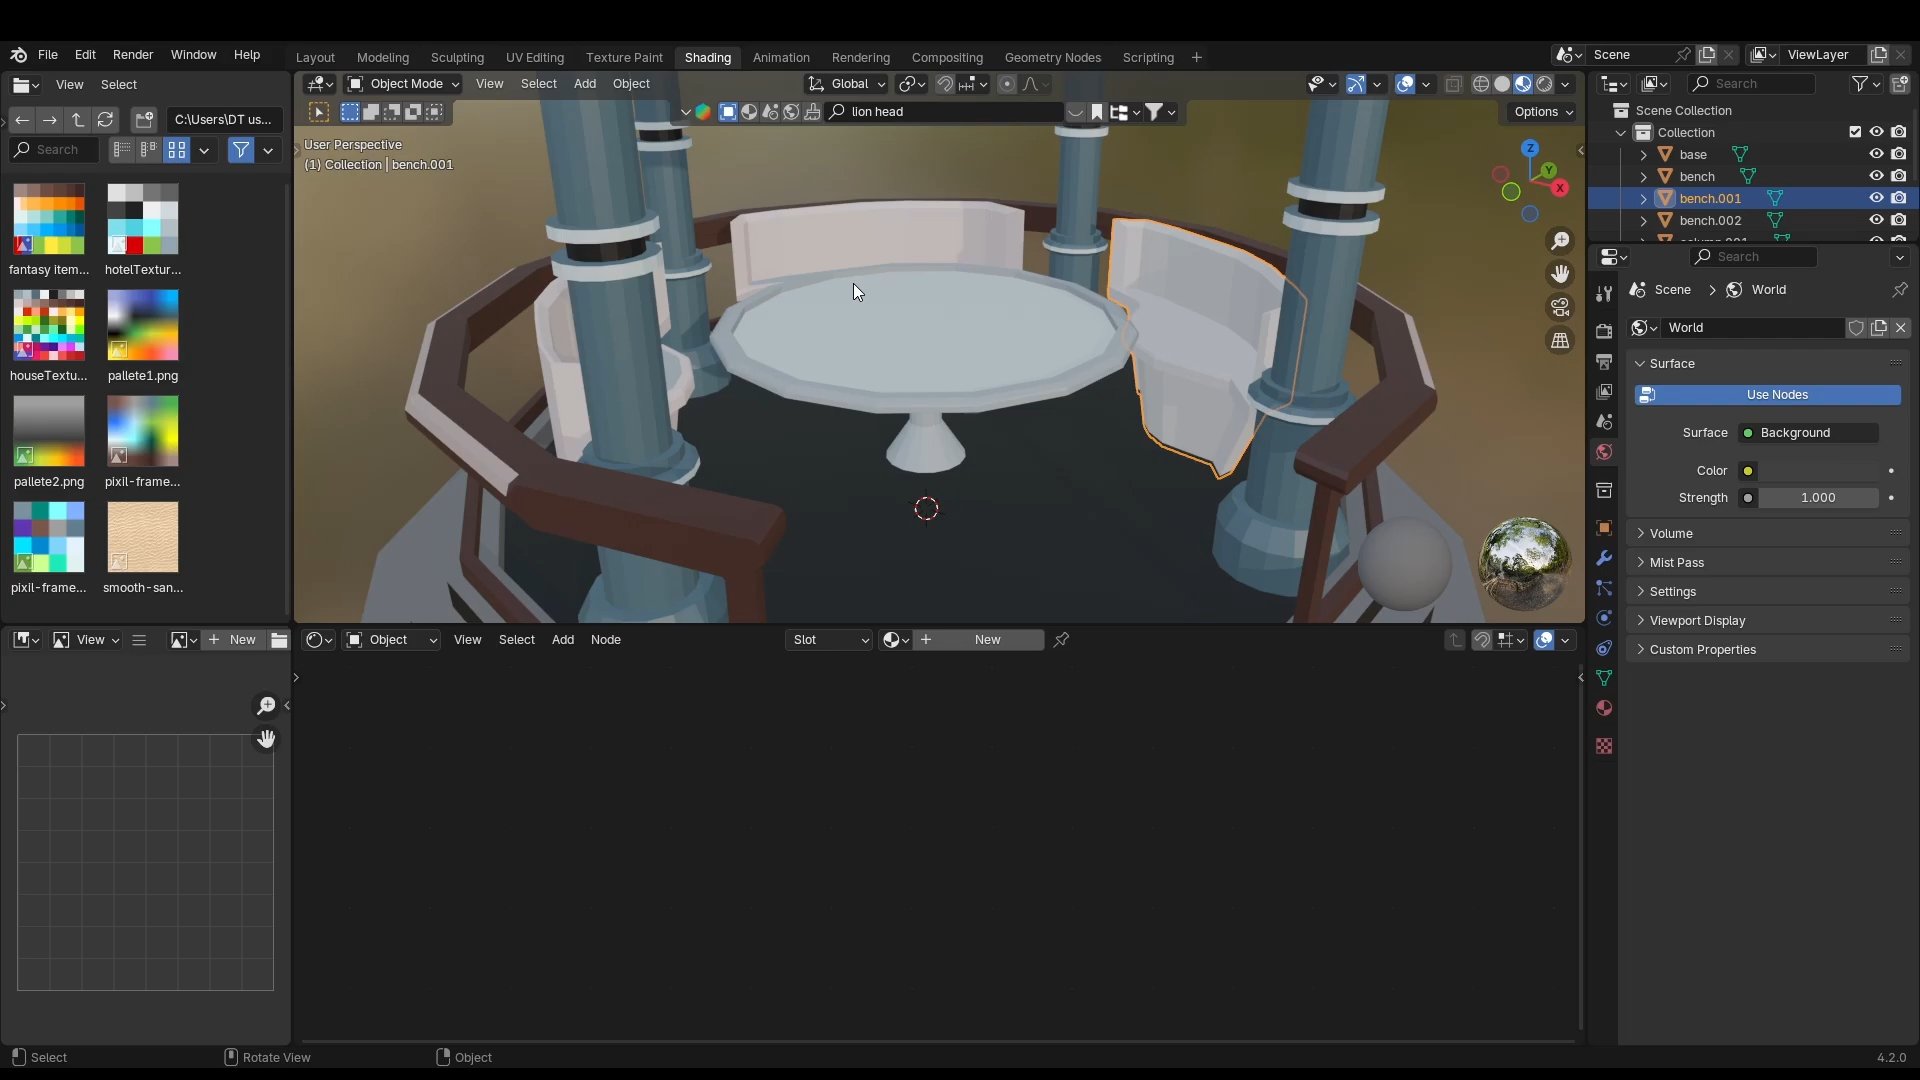 File Edit Render Window Help
Layout Modeling Sculpting UV Editing Texture Paint Shading Animation Rendering Compositing Geometry Nodes Scripting +
Scene
ViewLayer
View Select
C:\Users\DT us...
Search
fantasy item... hotelTextur...
houseTextu... pallete1.png
pallete2.png pixil-frame...
pixil-frame... smooth-san...
Object Mode View Select Add Object
Global
lion head
Options
User Perspective
(1) Collection | bench.001
Z
Y
X
Search
Scene Collection
Collection
base
bench
bench.001
bench.002
Search
Scene > World
World
Surface
Use Nodes
Surface Background
Color
Strength 1.000
Volume
Mist Pass
Settings
Viewport Display
Custom Properties
View
New
Object View Select Add Node
Slot
New
Select
Rotate View
Object
4.2.0